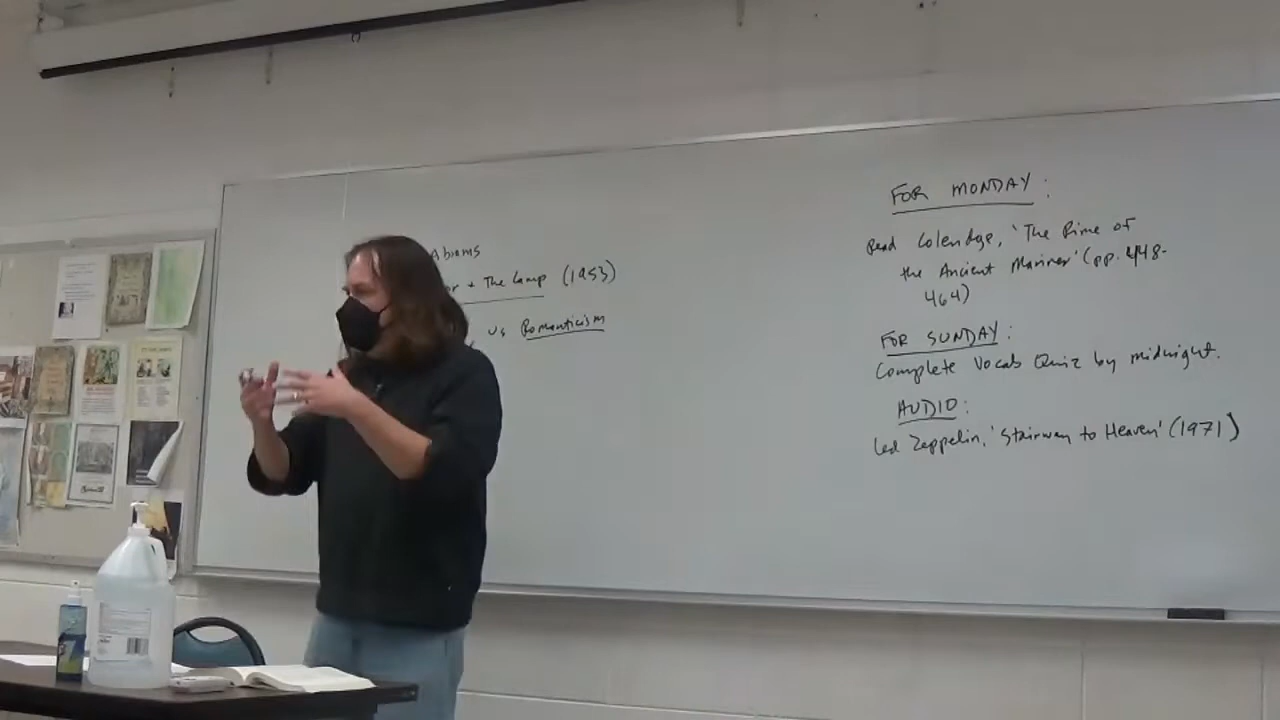 Abrams
or + The Lamp (1953)
vs Romanticism
FOR MONDAY:
Read Coleridge, 'The Rime of
the Ancient Mariner' (pp. 448-
464)
FOR SUNDAY:
Complete Vocab Quiz by midnight.
AUDIO:
Led Zeppelin, 'Stairway to Heaven' (1971)